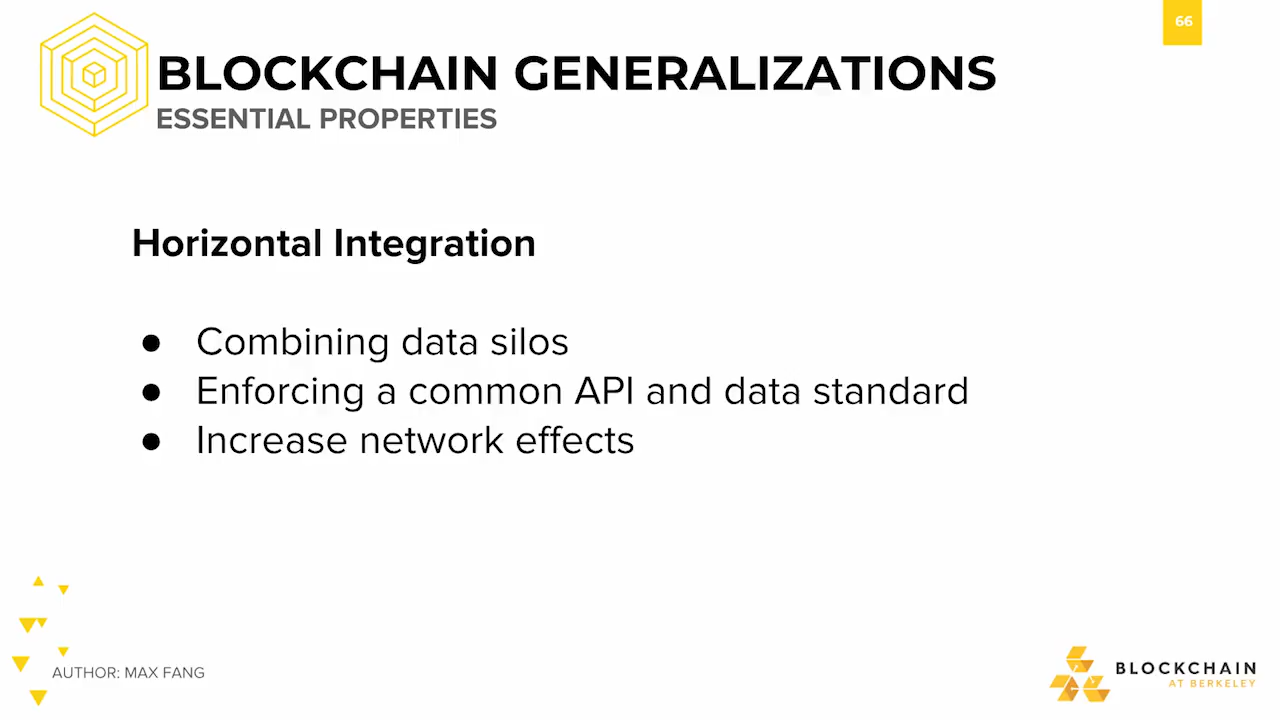 66
BLOCKCHAIN GENERALIZATIONS
ESSENTIAL PROPERTIES
Horizontal Integration
● Combining data silos
● Enforcing a common API and data standard
● Increase network effects
AUTHOR: MAX FANG
BLOCKCHAIN
AT BERKELEY